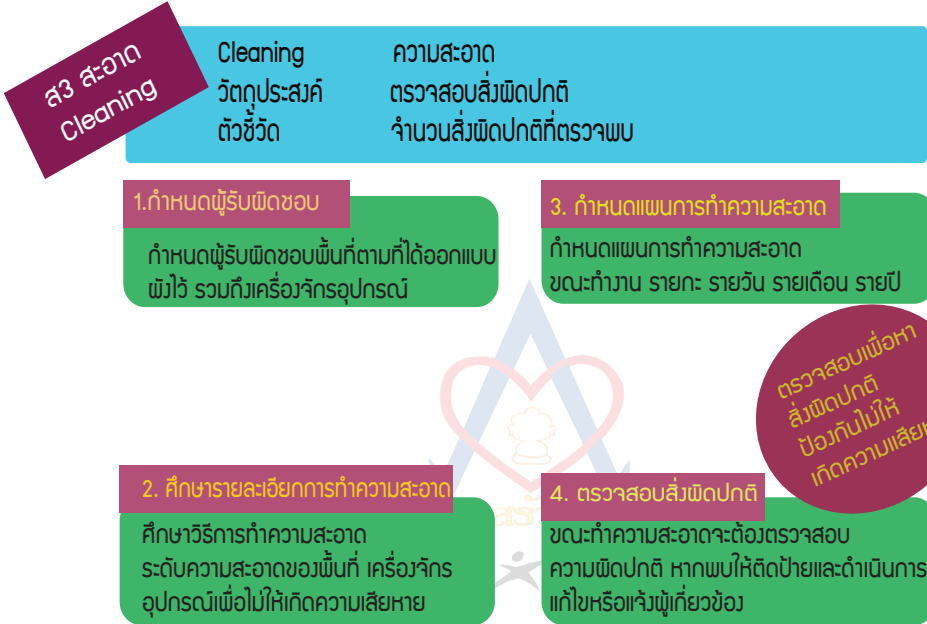 ส3 สะอาด
Cleaning
Cleaning ความสะอาด
วัตถุประสงค์ ตรวจสอบสิ่งผิดปกติ
ตัวชี้วัด จำนวนสิ่งผิดปกติที่ตรวจพบ
1.กำหนดผู้รับผิดชอบ
กำหนดผู้รับผิดชอบพื้นที่ตามที่ได้ออกแบบ
ผังไว้ รวมถึงเครื่องจักรอุปกรณ์
2. ศึกษารายละเอียกการทำความสะอาด
ศึกษาวิธีการทำความสะอาด
ระดับความสะอาดของพื้นที่ เครื่องจักร
อุปกรณ์เพื่อไม่ให้เกิดความเสียหาย
3. กำหนดแผนการทำความสะอาด
กำหนดแผนการทำความสะอาด
ขณะทำงาน รายกะ รายวัน รายเดือน รายปี
ตรวจสอบเพื่อหา
สิ่งผิดปกติ
ป้องกันไม่ให้
4. ตรวจสอบสิ่งผิดปกติ
ขณะทำความสะอาดจะต้องตรวจสอบ
ความผิดปกติ หากพบให้ติดป้ายและดำเนินการ
แก้ไขหรือแจ้งผู้เกี่ยวข้อง